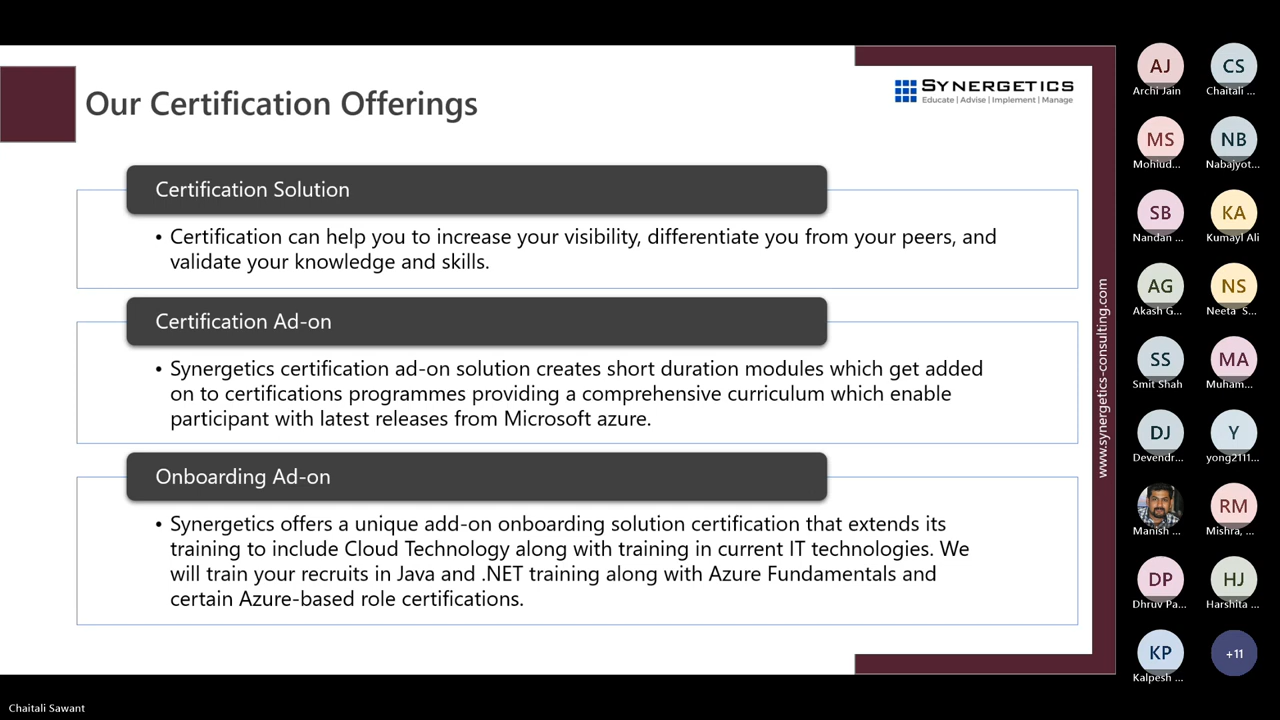 Our Certification Offerings
SYNERGETICS
Educate | Advise | Implement | Manage
Certification Solution
• Certification can help you to increase your visibility, differentiate you from your peers, and
validate your knowledge and skills.
Certification Ad-on
• Synergetics certification ad-on solution creates short duration modules which get added
on to certifications programmes providing a comprehensive curriculum which enable
participant with latest releases from Microsoft azure.
Onboarding Ad-on
• Synergetics offers a unique add-on onboarding solution certification that extends its
training to include Cloud Technology along with training in current IT technologies. We
will train your recruits in Java and .NET training along with Azure Fundamentals and
certain Azure-based role certifications.
www.synergetics-consulting.com
AJ
Archi Jain
CS
Chaitali ...
MS
Mohiud...
NB
Nabajyot...
SB
Nandan ...
KA
Kumayl Ali
AG
Akash G...
NS
Neeta S...
SS
Smit Shah
MA
Muham...
DJ
Devendr...
Y
yong2111...
Manish ...
RM
Mishra, ...
DP
Dhruv Pa...
HJ
Harshita ...
KP
Kalpesh ...
+11
Chaitali Sawant